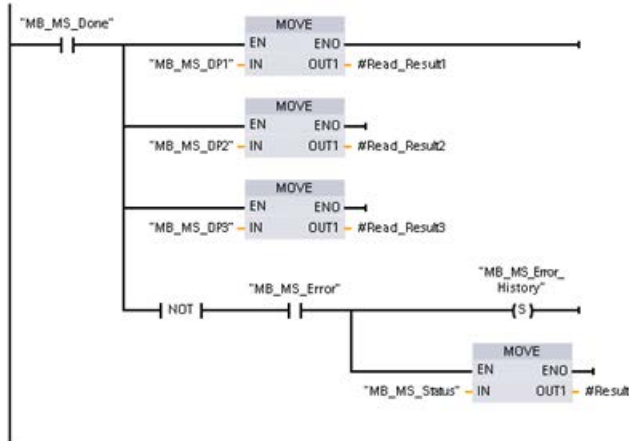 "MB_MS_Done"
MOVE
EN ENO
"MB_MS_DP1" IN OUT1 #Read_Result1
MOVE
EN ENO
"MB_MS_DP2" IN OUT1 #Read_Result2
MOVE
EN ENO
"MB_MS_DP3" IN OUT1 #Read_Result3
NOT
"MB_MS_Error"
"MB_MS_Error_
History"
S
MOVE
EN ENO
"MB_MS_Status" IN OUT1 #Result